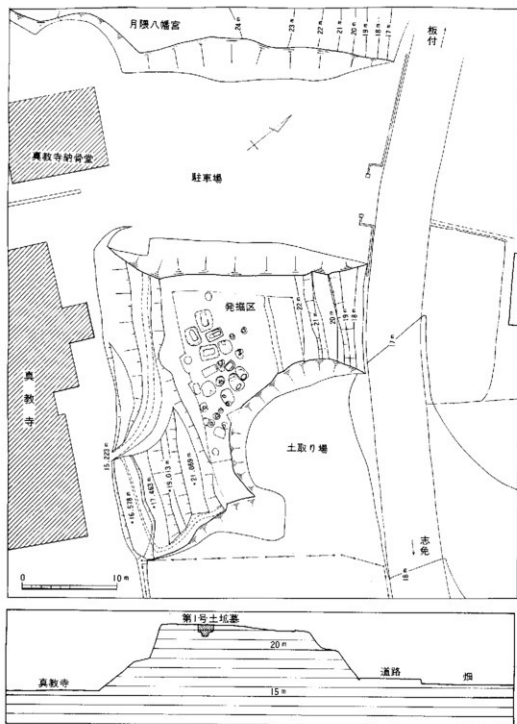 月隈八幡宮
24m
23m
22m
21m
20m
19m
18m
17m
板付
真教寺納骨堂
駐車場
発掘区
22m
21m
20m
19m
18m
17m
真教寺
土取り場
15.223m
+16.578m
+17.463m
+19.013m
+21.069m
志免
16m
0
10m
第1号土壙墓
20m
真教寺
道路
畑
15m